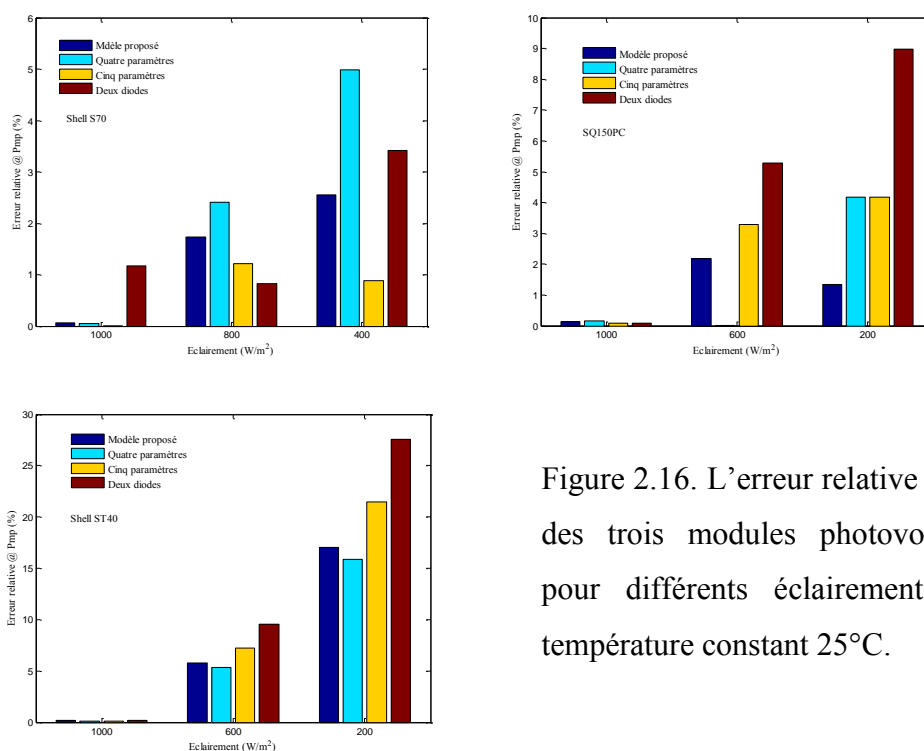 6
5
4
3
2
1
0
Erreur relative @ Pmp (%)
Mdèle proposé
Quatre paramètres
Cinq paramètres
Deux diodes
Shell S70
1000
800
400
Eclairement (W/m²)
10
9
8
7
6
5
4
3
2
1
0
Erreur relative @ Pmp (%)
Modèle proposé
Quatre paramètres
Cinq paramètres
Deux diodes
SQ150PC
1000
600
200
Eclairement (W/m²)
30
25
20
15
10
5
0
Erreur relative @ Pmp (%)
Modèle proposé
Quatre paramètres
Cinq paramètres
Deux diodes
Shell ST40
1000
600
200
Eclairement (W/m²)
Figure 2.16. L’erreur relative
des trois modules photovo
pour différents éclairement
température constant 25°C.